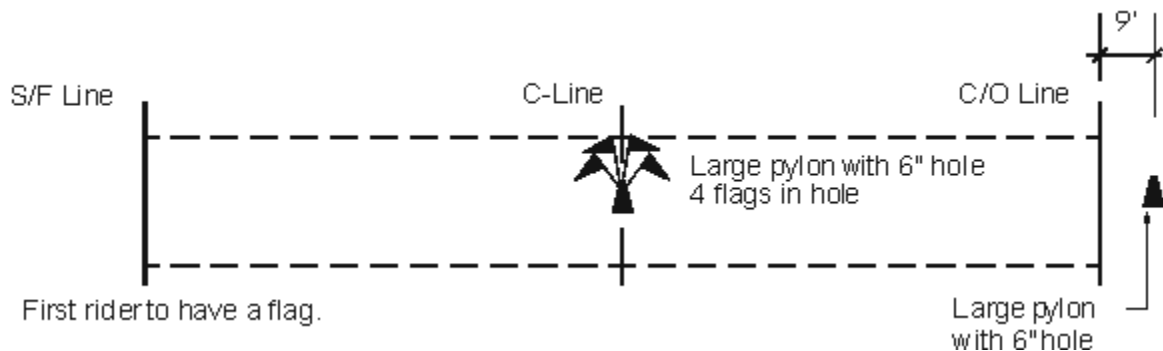 9'
S/F Line
C-Line
C/O Line
Large pylon with 6" hole
4 flags in hole
First rider to have a flag.
Large pylon
with 6" hole